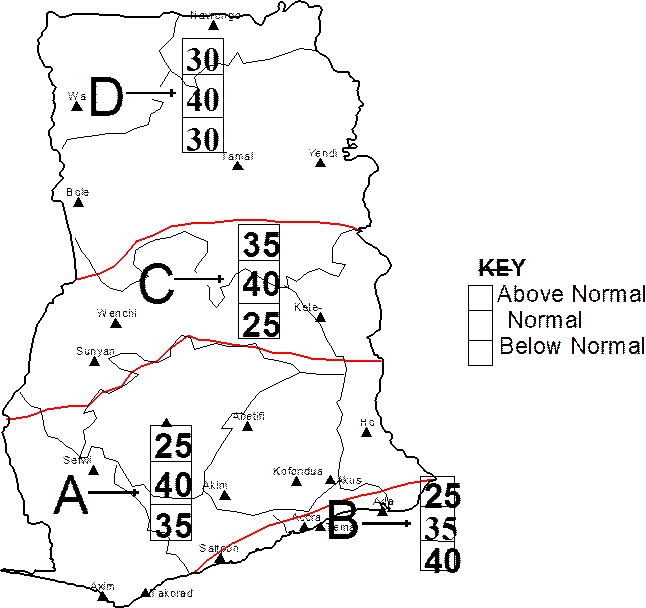 Navrongo
30
Wa D 40
30
Tamal Yendi
Bole
35
C 40
25
KEY
Above Normal
Normal
Below Normal
Wenchi Kete
Sunyan
Abetifi Ho
25
Sefwi 40
A 35
Akim Kofondua Akus
Ada 25
B 35
40
Accra Tema
Saltpon
Axim Takorad